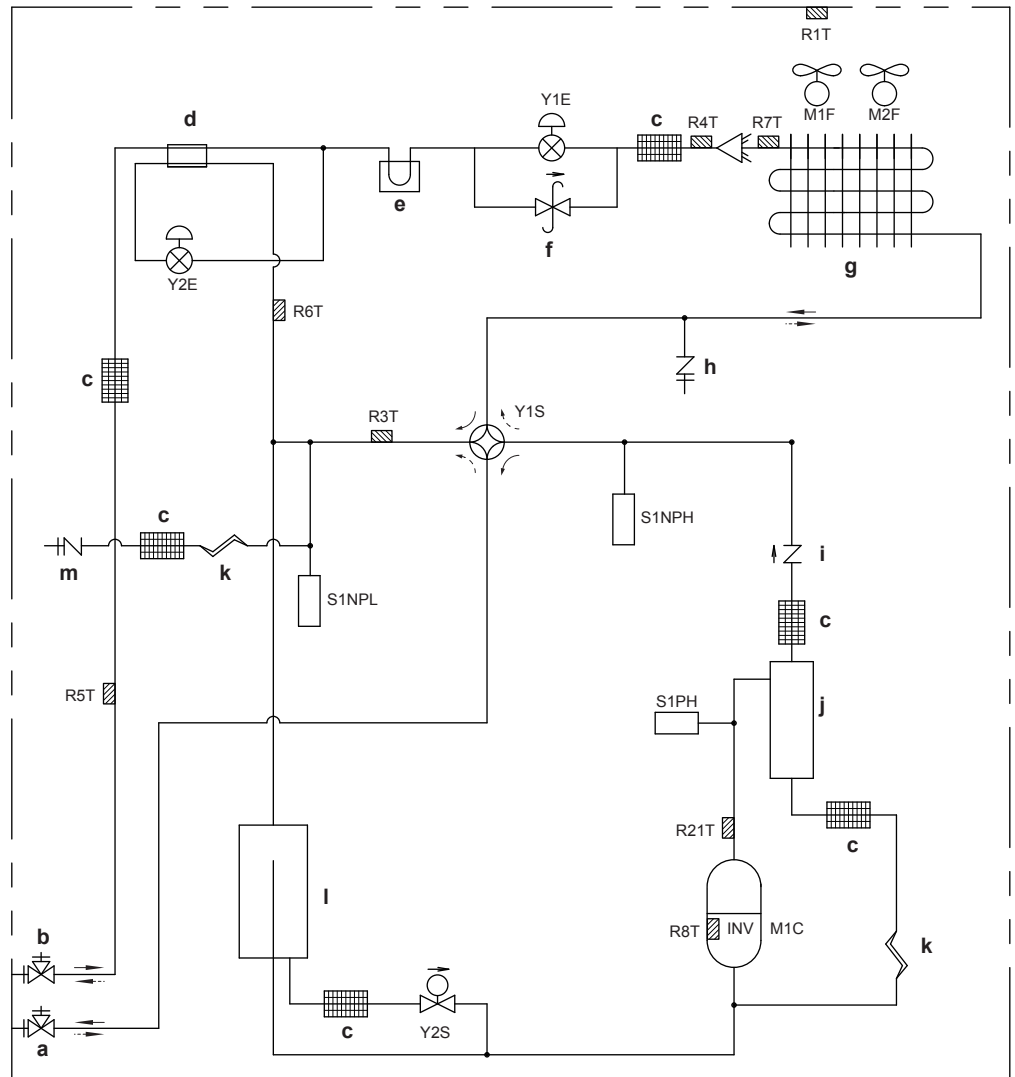 R1T
M1F M2F
Y1E
c
R4T
R7T
d
e
f
g
Y2E
R6T
h
c
R3T
Y1S
S1NPH
c
m
k
S1NPL
i
c
R5T
S1PH
j
R21T
c
l
R8T INV M1C
b
k
c
Y2S
a